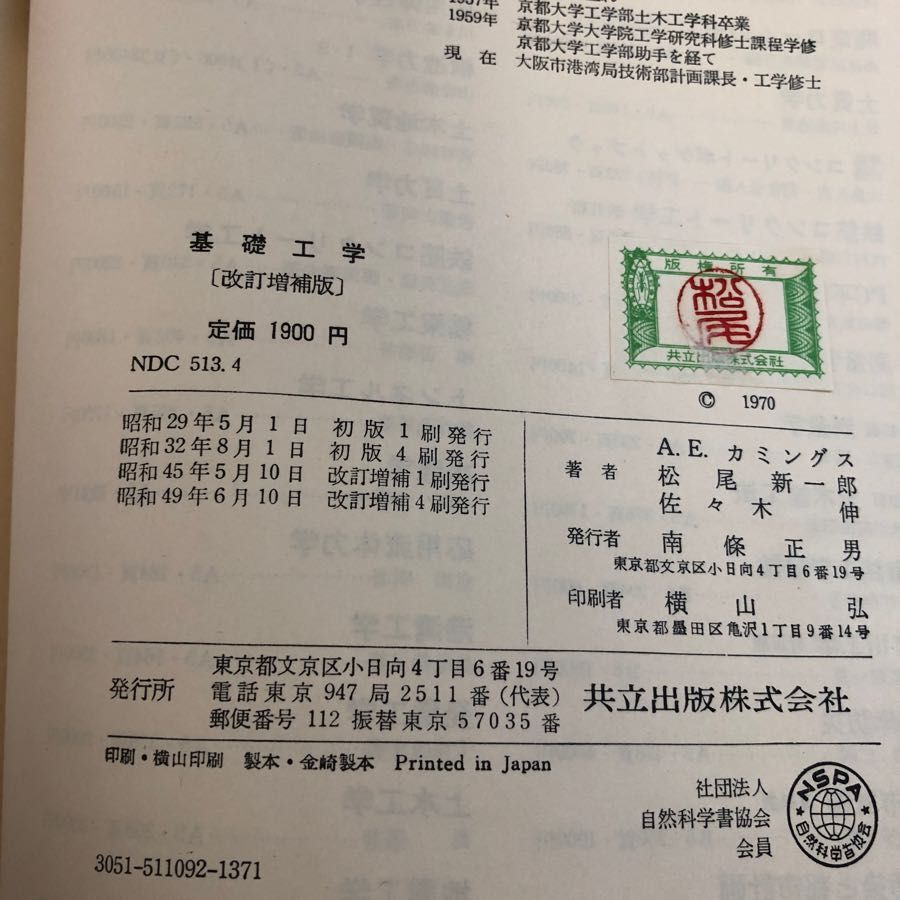 1957年 京都大学工学部土木工学科卒業
1959年 京都大学大学院工学研究科修士課程学修
京都大学工学部助手を経て
現在 大阪市港湾局技術部計画課長・工学修士
基礎工学
〔改訂増補版〕
定価 1900 円
NDC 513.4
版権所有
松尾
共立出版株式会社
© 1970
昭和29年5月1日 初版1刷発行
昭和32年8月1日 初版4刷発行
昭和45年5月10日 改訂増補1刷発行
昭和49年6月10日 改訂増補4刷発行
A.E. カミングス
著者 松尾新一郎
佐々木伸
発行者 南條正男
東京都文京区小日向4丁目6番19号
印刷者 横山弘
東京都墨田区亀沢1丁目9番14号
東京都文京区小日向4丁目6番19号
発行所 電話東京 947 局 2511 番 (代表) 共立出版株式会社
郵便番号 112 振替東京 57035 番
印刷・横山印刷 製本・金崎製本 Printed in Japan
社団法人
自然科学書協会
会員
NSPA
自然科学書協会
3051-511092-1371